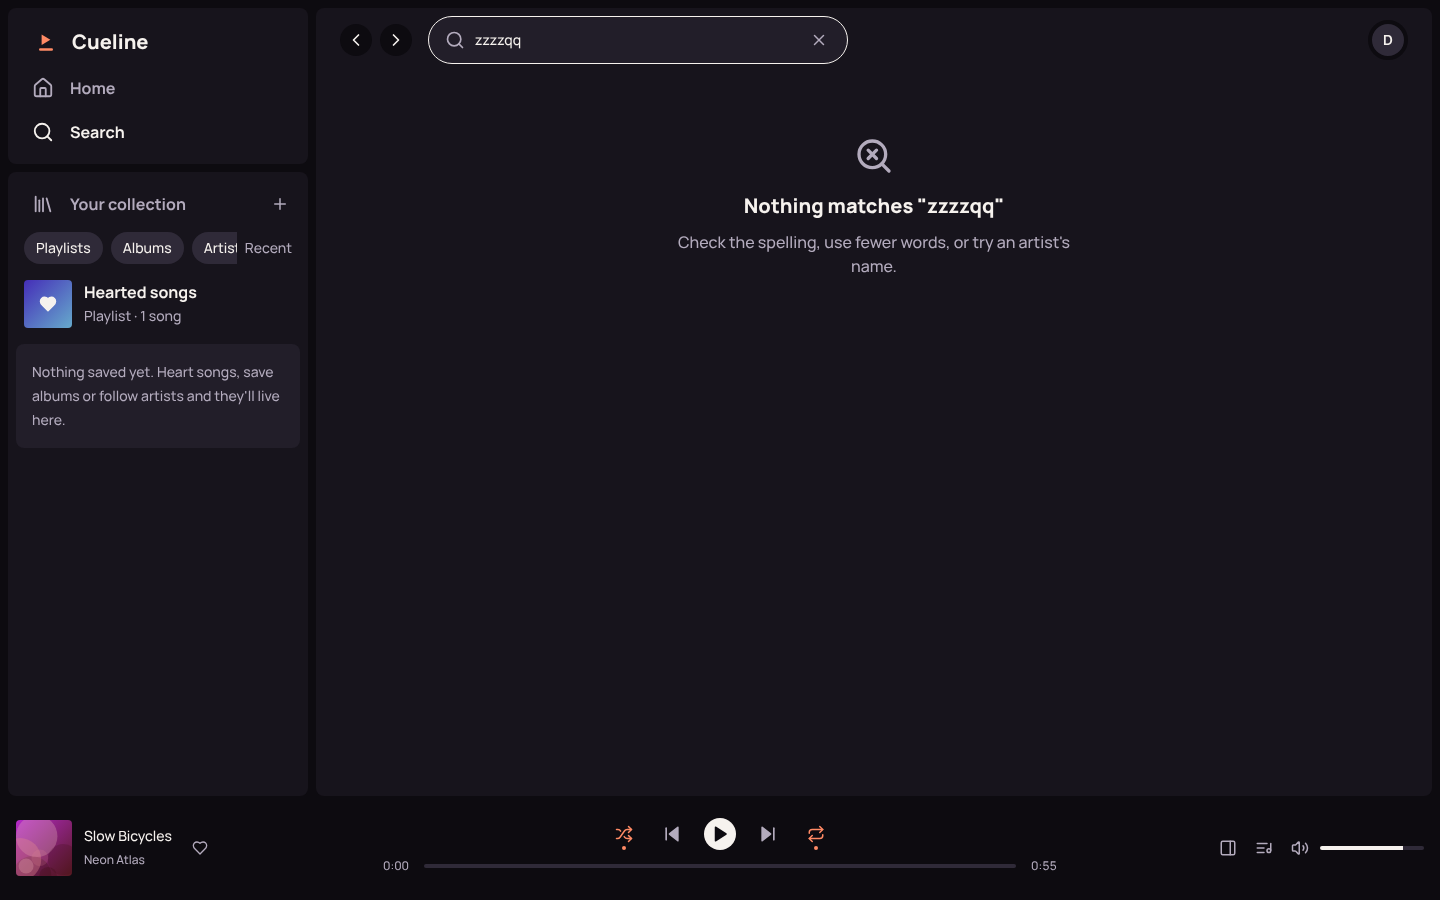 Cueline
Home
Search
Your collection
Playlists
Albums
Artist
Recent
Hearted songs
Playlist · 1 song
Nothing saved yet. Heart songs, save
albums or follow artists and they'll live
here.
zzzzqq
D
Nothing matches "zzzzqq"
Check the spelling, use fewer words, or try an artist's
name.
Slow Bicycles
Neon Atlas
0:00
0:55